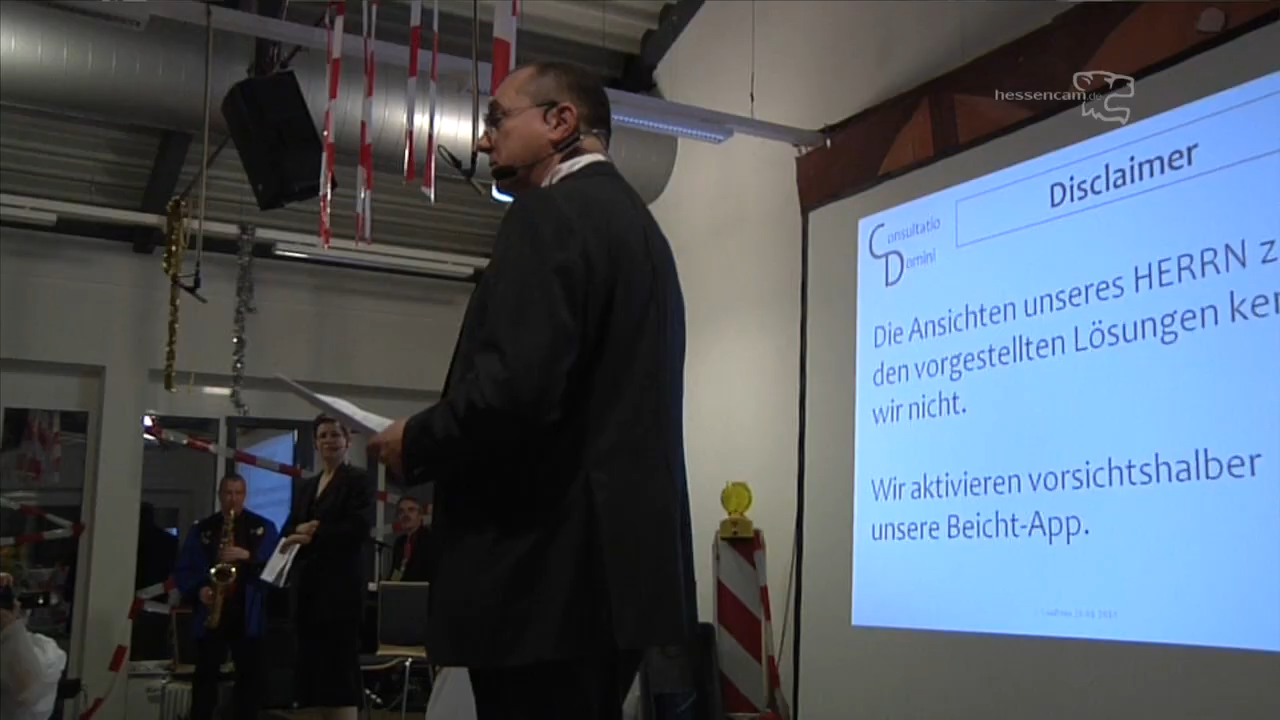 hessencam.de
Disclaimer
Consultatio
Domini
Die Ansichten unseres HERRN z
den vorgestellten Lösungen ken
wir nicht.
Wir aktivieren vorsichtshalber
unsere Beicht-App.